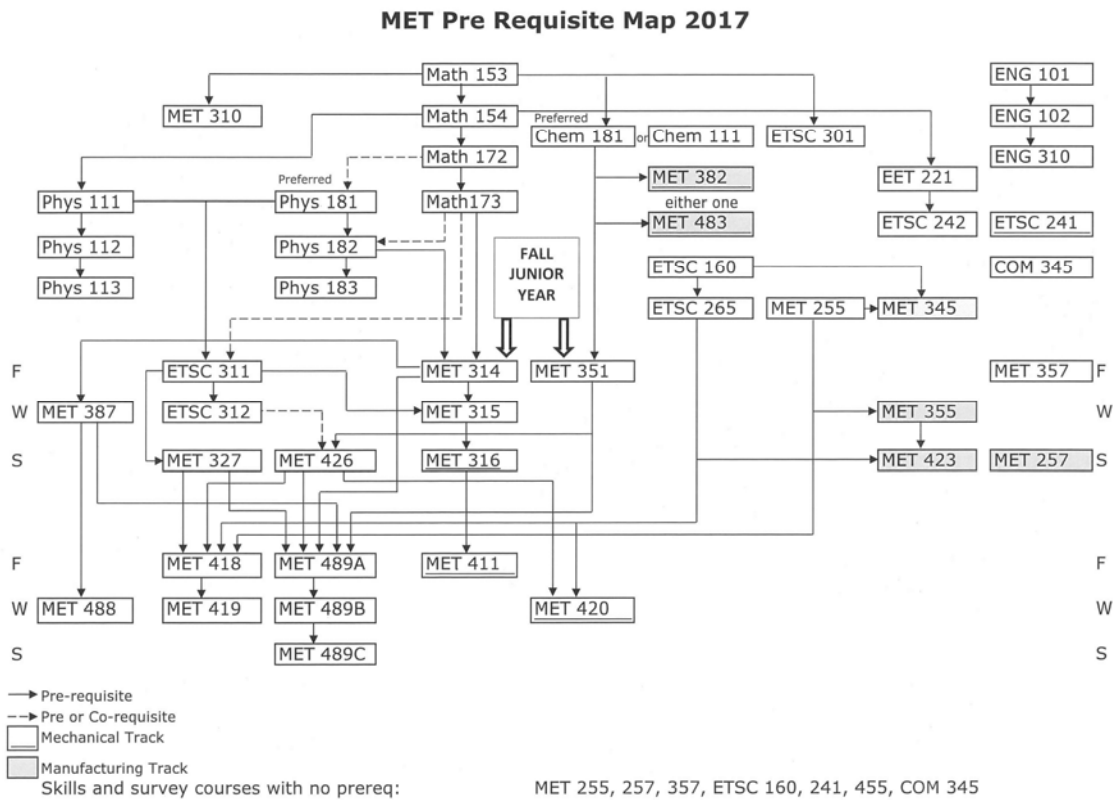 MET Pre Requisite Map 2017
Math 153
ENG 101
MET 310
Math 154
Preferred
Chem 181
or
Chem 111
ETSC 301
ENG 102
Math 172
ENG 310
MET 382
EET 221
Preferred
Phys 111
Phys 181
Math173
either one
MET 483
ETSC 242
ETSC 241
Phys 112
Phys 182
FALL
JUNIOR
YEAR
ETSC 160
COM 345
Phys 113
Phys 183
ETSC 265
MET 255
MET 345
F
ETSC 311
MET 314
MET 351
MET 357
F
W
MET 387
ETSC 312
MET 315
MET 355
W
S
MET 327
MET 426
MET 316
MET 423
MET 257
S
F
MET 418
MET 489A
MET 411
F
W
MET 488
MET 419
MET 489B
MET 420
W
S
MET 489C
S
Pre-requisite
Pre or Co-requisite
Mechanical Track
Manufacturing Track
Skills and survey courses with no prereq: MET 255, 257, 357, ETSC 160, 241, 455, COM 345